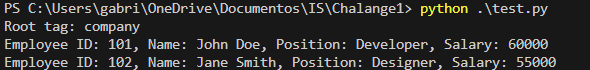 PS C:\Users\gabri\OneDrive\Documentos\IS\Chalange1> python .\test.py
Root tag: company
Employee ID: 101, Name: John Doe, Position: Developer, Salary: 60000
Employee ID: 102, Name: Jane Smith, Position: Designer, Salary: 55000